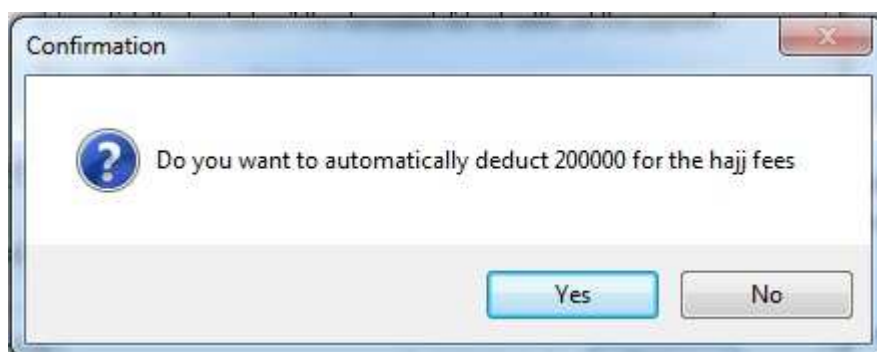 Confirmation
Do you want to automatically deduct 200000 for the hajj fees
Yes
No